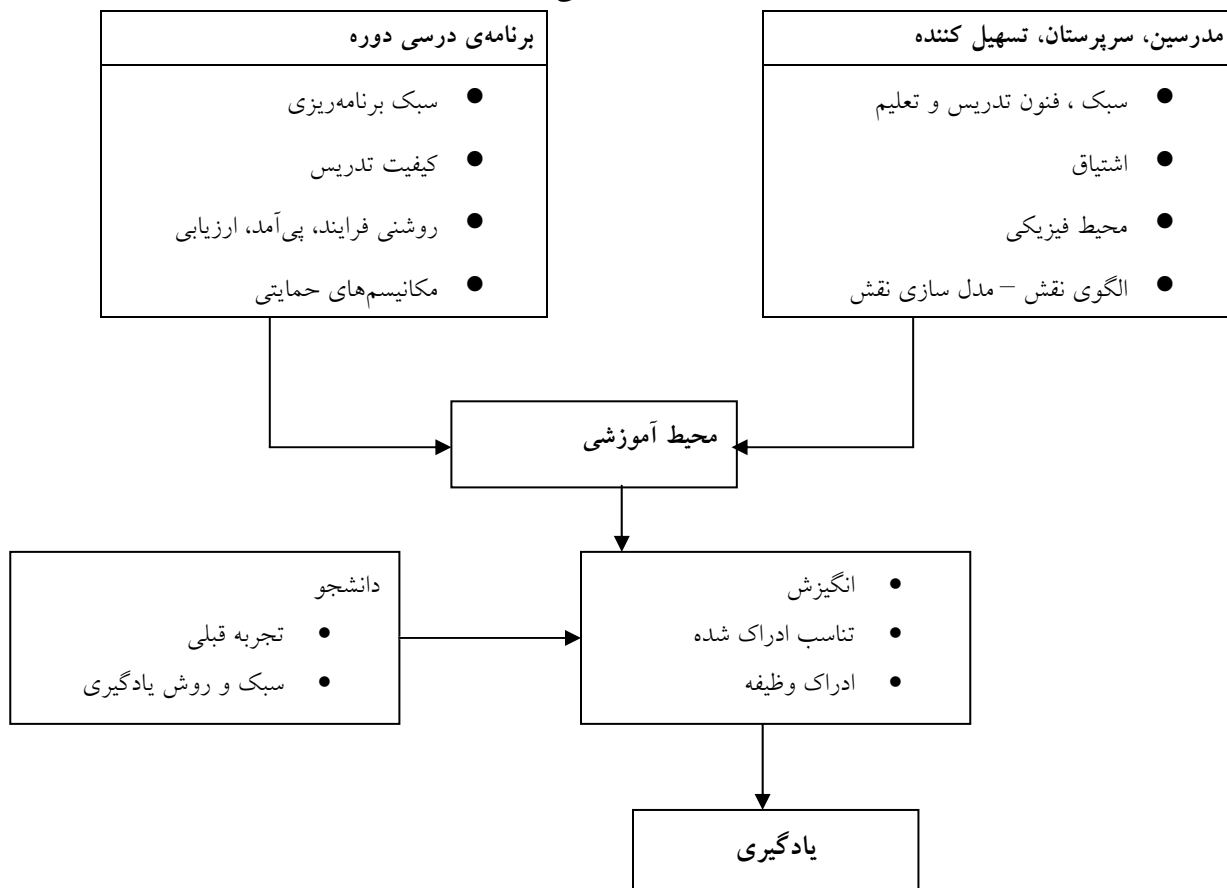 مدرسین، سرپرستان، تسهیل کننده
● سبک ، فنون تدریس و تعلیم
● اشتیاق
● محیط فیزیکی
● الگوی نقش – مدل سازی نقش
برنامه‌ی درسی دوره
● سبک برنامه‌ریزی
● کیفیت تدریس
● روشنی فرایند، پی‌آمد، ارزیابی
● مکانیسم‌های حمایتی
محیط آموزشی
● انگیزش
● تناسب ادراک شده
● ادراک وظیفه
دانشجو
● تجربه قبلی
● سبک و روش یادگیری
یادگیری